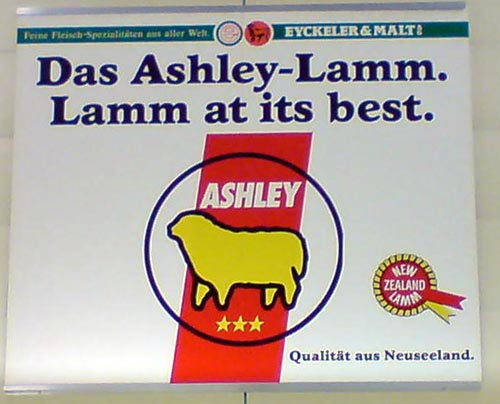 Feine Fleisch-Spezialitäten aus aller Welt.
EYCKELER & MALT AG
Das Ashley-Lamm.
Lamm at its best.
ASHLEY
NEW
ZEALAND
LAMM
Qualität aus Neuseeland.